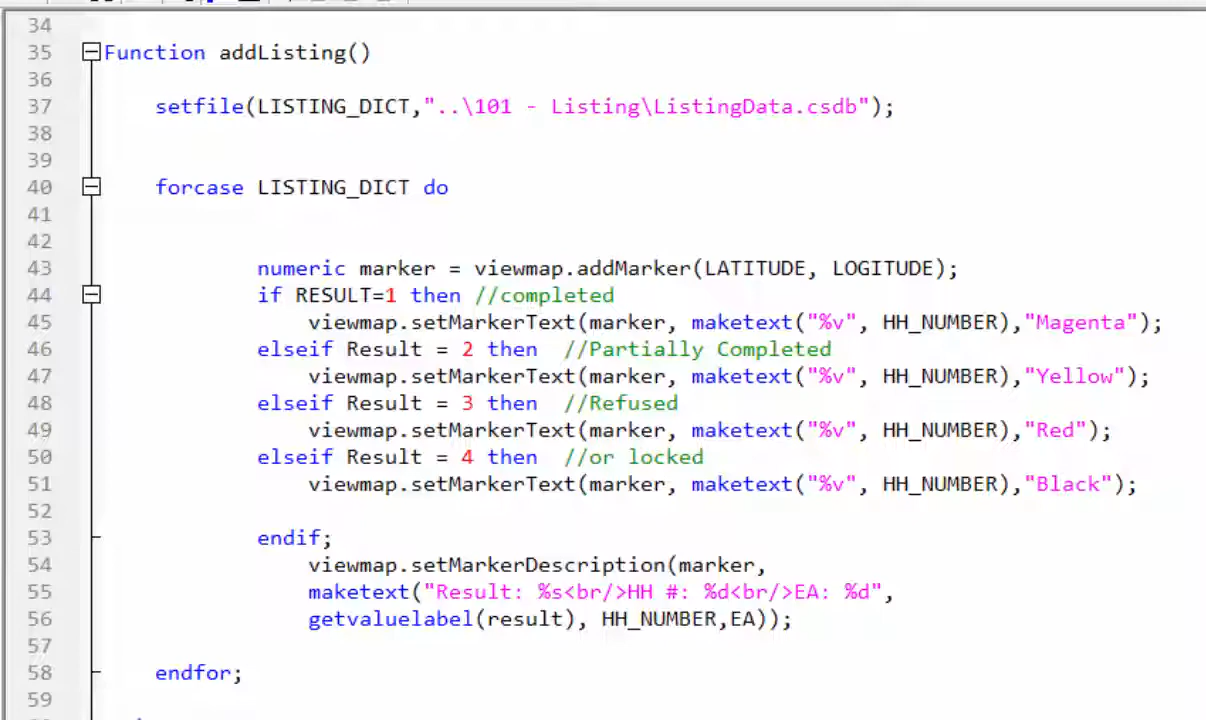 34
35 Function addListing()
36
37 setfile(LISTING_DICT,"..\101 - Listing\ListingData.csdb");
38
39
40 forcase LISTING_DICT do
41
42
43 numeric marker = viewmap.addMarker(LATITUDE, LOGITUDE);
44 if RESULT=1 then //completed
45 viewmap.setMarkerText(marker, maketext("%v", HH_NUMBER),"Magenta");
46 elseif Result = 2 then  //Partially Completed
47 viewmap.setMarkerText(marker, maketext("%v", HH_NUMBER),"Yellow");
48 elseif Result = 3 then  //Refused
49 viewmap.setMarkerText(marker, maketext("%v", HH_NUMBER),"Red");
50 elseif Result = 4 then  //or locked
51 viewmap.setMarkerText(marker, maketext("%v", HH_NUMBER),"Black");
52
53 endif;
54 viewmap.setMarkerDescription(marker,
55 maketext("Result: %s<br/>HH #: %d<br/>EA: %d",
56 getvaluelabel(result), HH_NUMBER,EA));
57
58 endfor;
59